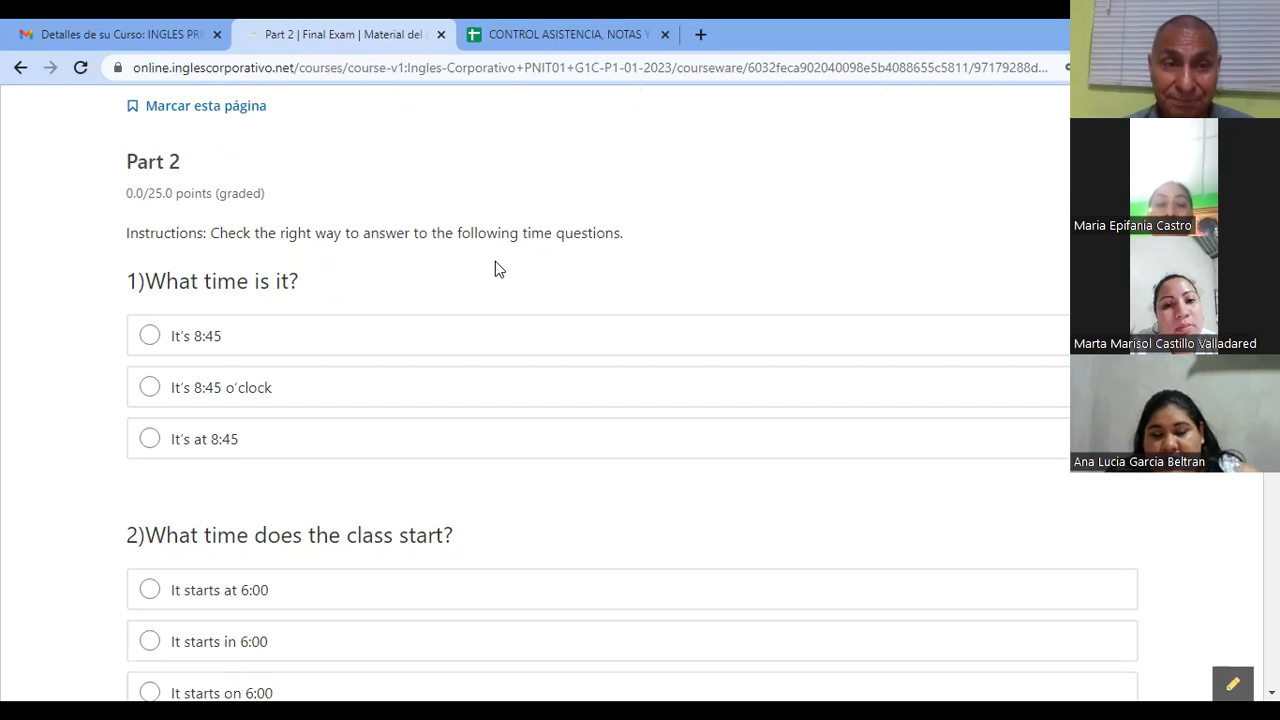 Detalles de su Curso: INGLES PRI
Part 2 | Final Exam | Material del
CONTROL ASISTENCIA, NOTAS Y
online.inglescorporativo.net/courses/course-v1:Ingles-Corporativo+PNIT01+G1C-P1-01-2023/courseware/6032feca902040098e5b4088655c5811/97179288d...
Marcar esta página
Part 2
0.0/25.0 points (graded)
Instructions: Check the right way to answer to the following time questions.
1)What time is it?
It's 8:45
It's 8:45 o'clock
It's at 8:45
2)What time does the class start?
It starts at 6:00
It starts in 6:00
It starts on 6:00
Maria Epifania Castro
Marta Marisol Castillo Valladared
Ana Lucia Garcia Beltran